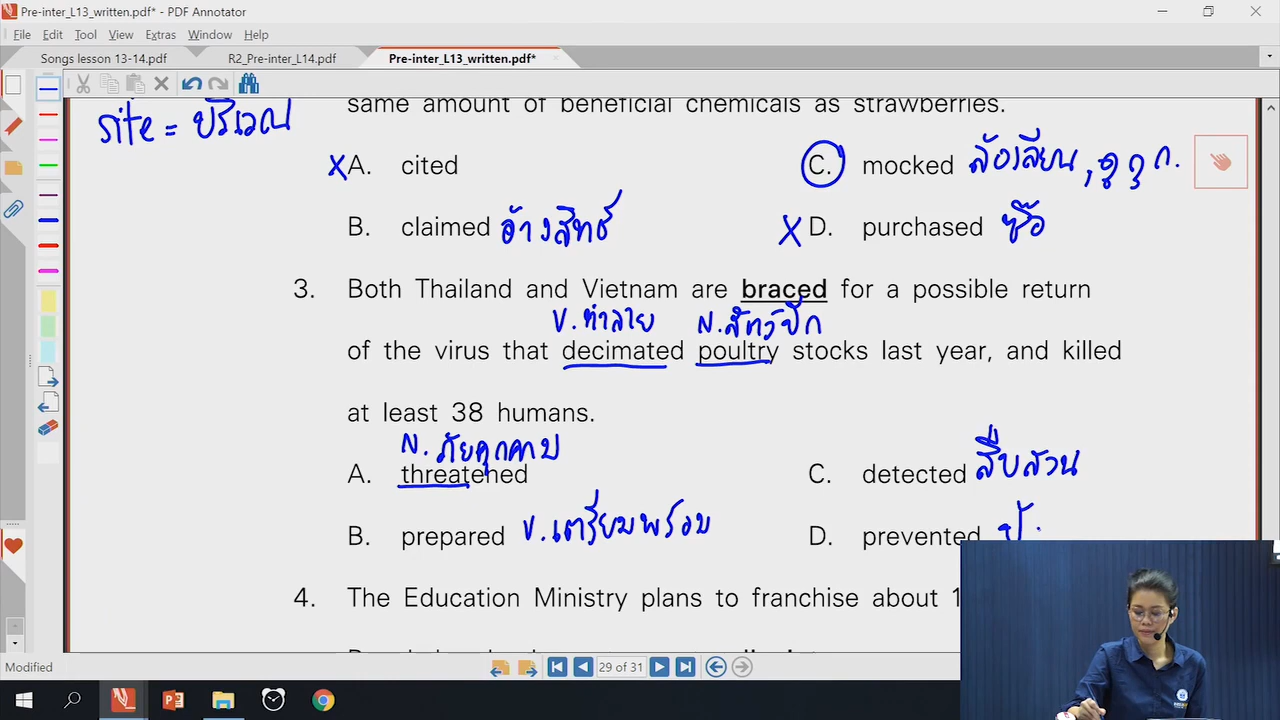 Pre-inter_L13_written.pdf* - PDF Annotator
File Edit Tool View Extras Window Help
Songs lesson 13-14.pdf R2_Pre-inter_L14.pdf Pre-inter_L13_written.pdf*
same amount of beneficial chemicals as strawberries.
site = บริเวณ
XA. cited
C. mocked ล้อเลียน, ดูถูก.
B. claimed อ้างสิทธิ์
X D. purchased ซื้อ
3. Both Thailand and Vietnam are braced for a possible return
V. ทำลาย N. สัตว์ปีก
of the virus that decimated poultry stocks last year, and killed
at least 38 humans.
N. ภัยคุกคาม
A. threatened
C. detected สืบสวน
B. prepared V. เตรียมพร้อม
D. prevented
4. The Education Ministry plans to franchise about 1
Modified 29 of 31